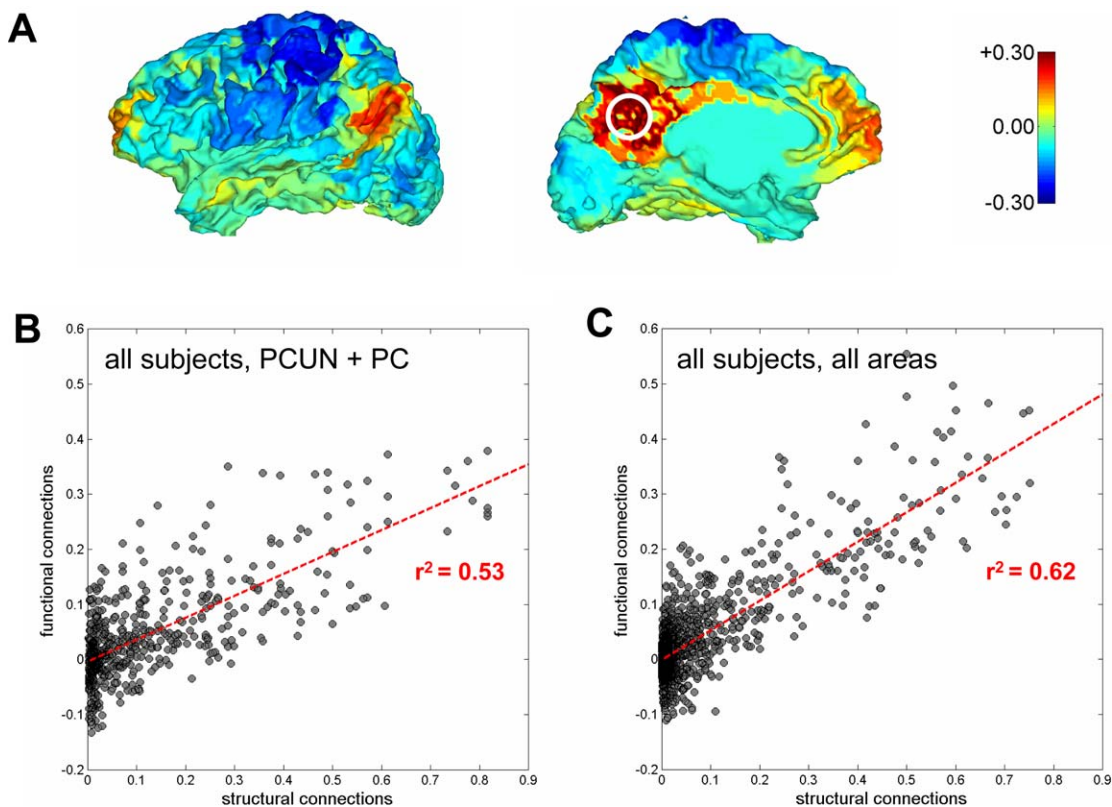 A
+0.30
0.00
-0.30
B
all subjects, PCUN + PC
0.6
0.5
0.4
0.3
0.2
0.1
0
-0.1
-0.2
functional connections
r² = 0.53
0 0.1 0.2 0.3 0.4 0.5 0.6 0.7 0.8 0.9
structural connections
C
all subjects, all areas
0.6
0.5
0.4
0.3
0.2
0.1
0
-0.1
-0.2
functional connections
r² = 0.62
0 0.1 0.2 0.3 0.4 0.5 0.6 0.7 0.8 0.9
structural connections